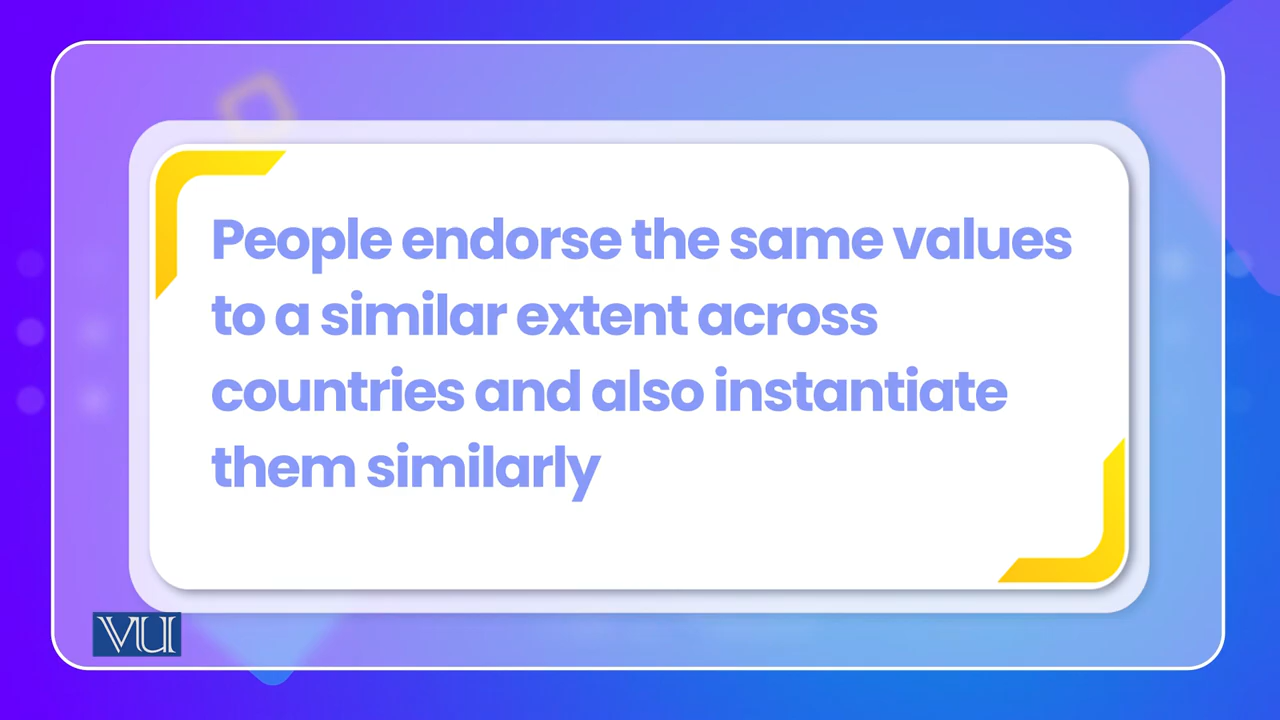 People endorse the same values
to a similar extent across
countries and also instantiate
them similarly
VU